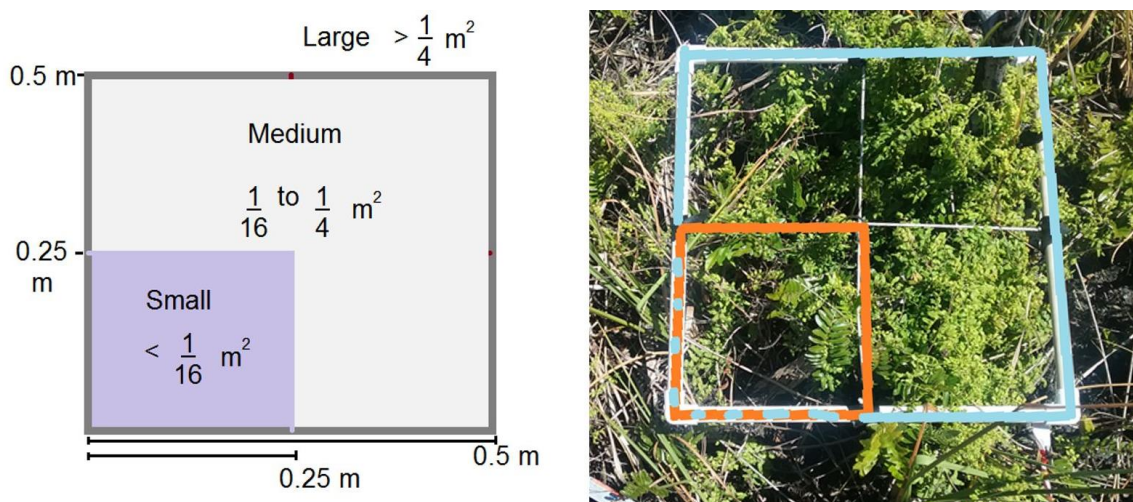 Large > 1/4 m²
0.5 m
Medium
1/16 to 1/4 m²
0.25
m
Small
< 1/16 m²
0.5 m
0.25 m